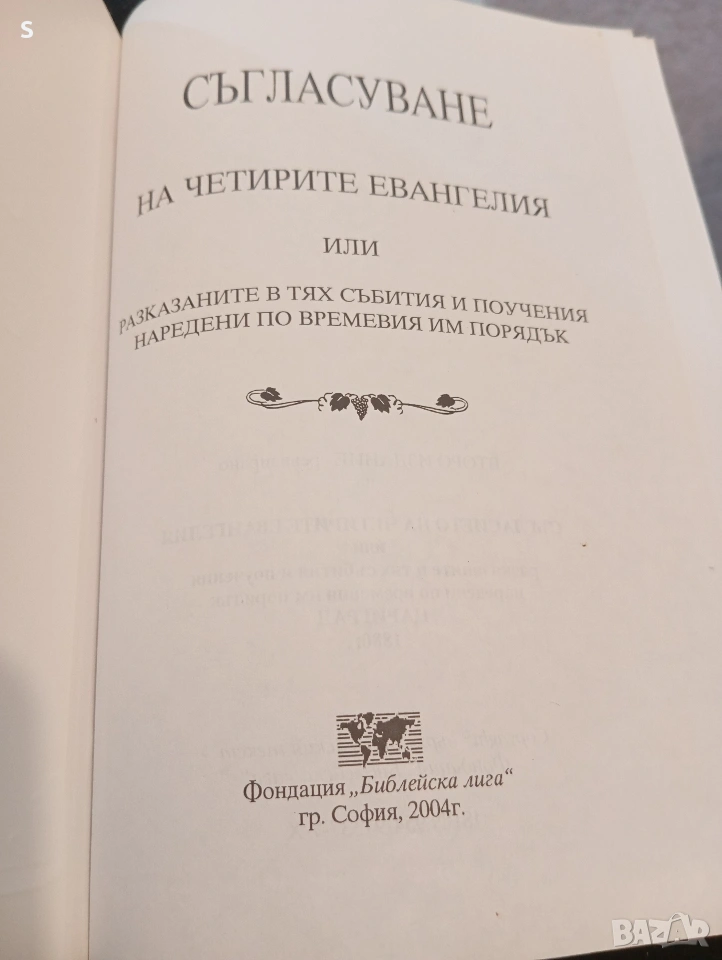 S
СЪГЛАСУВАНЕ
НА ЧЕТИРИТЕ ЕВАНГЕЛИЯ
ИЛИ
РАЗКАЗАНИТЕ В ТЯХ СЪБИТИЯ И ПОУЧЕНИЯ
НАРЕДЕНИ ПО ВРЕМЕВИЯ ИМ ПОРЯДЪК
Фондация „Библейска лига“
гр. София, 2004г.
BAZAR